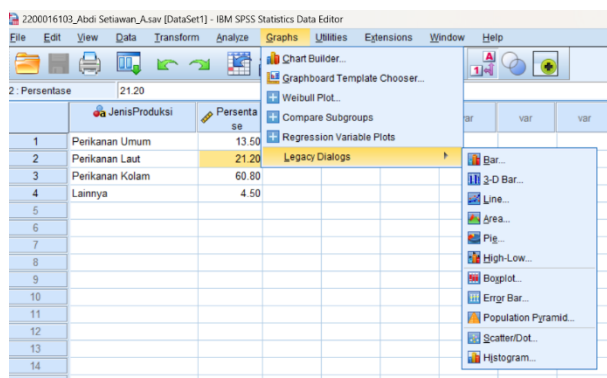 2200016103_Abdi Setiawan_A.sav [DataSet1] - IBM SPSS Statistics Data Editor
File Edit View Data Transform Analyze Graphs Utilities Extensions Window Help
2 : Persentase 21.20
JenisProduksi Persentase var var var
1 Perikanan Umum 13.50
2 Perikanan Laut 21.20
3 Perikanan Kolam 60.80
4 Lainnya 4.50
5
6
7
8
9
10
11
12
13
14
Chart Builder...
Graphboard Template Chooser...
Weibull Plot...
Compare Subgroups
Regression Variable Plots
Legacy Dialogs
Bar...
3-D Bar...
Line...
Area...
Pie...
High-Low...
Boxplot...
Error Bar...
Population Pyramid...
Scatter/Dot...
Histogram...